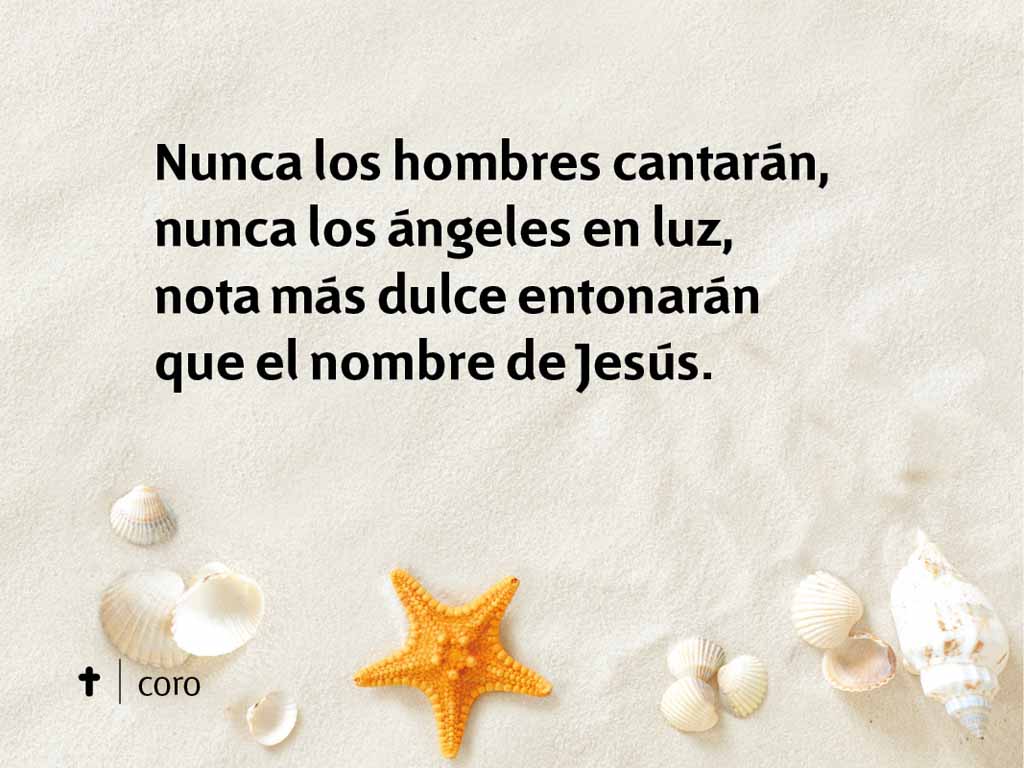 Nunca los hombres cantarán,
nunca los ángeles en luz,
nota más dulce entonarán
que el nombre de Jesús.
coro